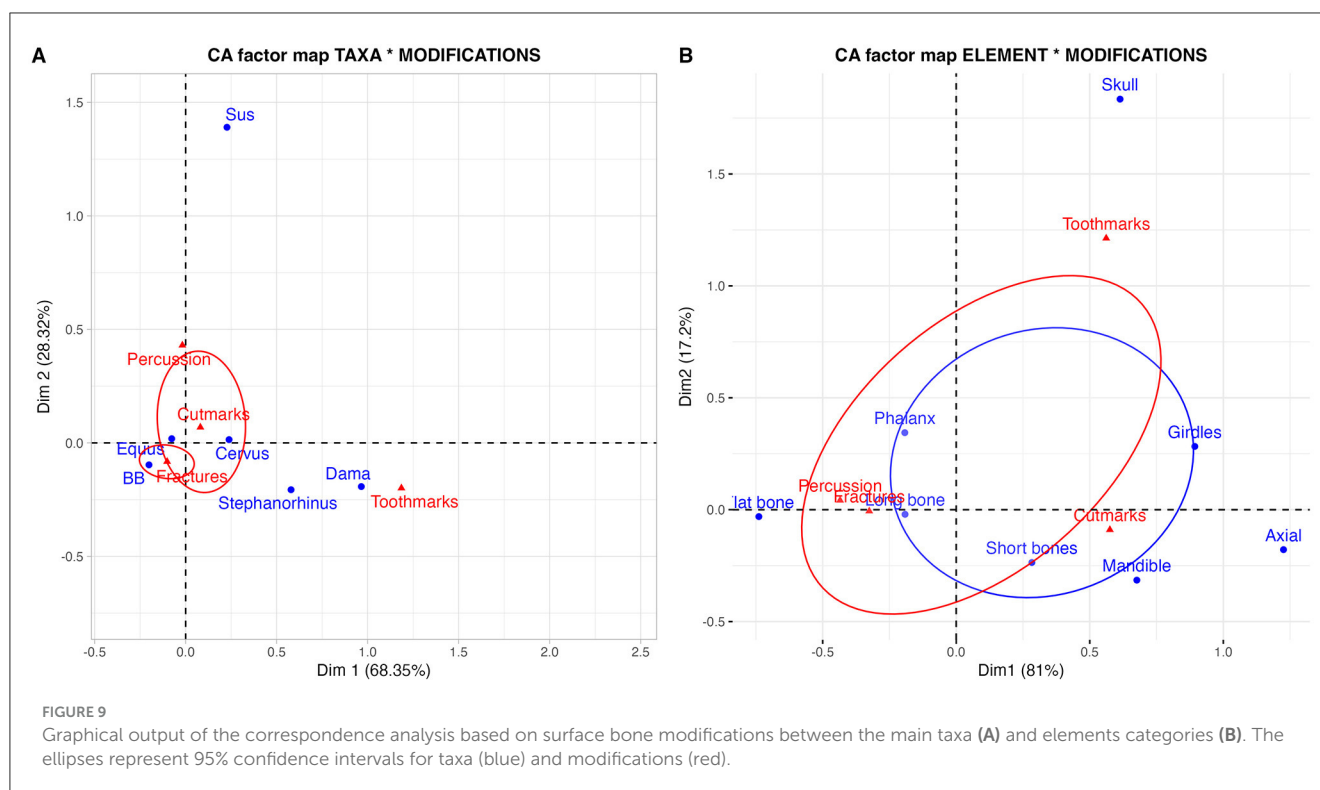 A
CA factor map TAXA * MODIFICATIONS
1.5
1.0
0.5
0.0
-0.5
Dim 2 (28.32%)
Sus
Percussion
Cutmarks
Equus
Cervus
BB
Fractures
Dama
Stephanorhinus
Toothmarks
-0.5
0.0
0.5
1.0
1.5
2.0
2.5
Dim 1 (68.35%)
B
CA factor map ELEMENT * MODIFICATIONS
1.5
1.0
0.5
0.0
-0.5
Dim2 (17.2%)
Skull
Toothmarks
Phalanx
Girdles
Percussion
Fractures
Long bone
lat bone
Cutmarks
Short bones
Axial
Mandible
-0.5
0.0
0.5
1.0
Dim1 (81%)
FIGURE 9
Graphical output of the correspondence analysis based on surface bone modifications between the main taxa (A) and elements categories (B). The
ellipses represent 95% confidence intervals for taxa (blue) and modifications (red).